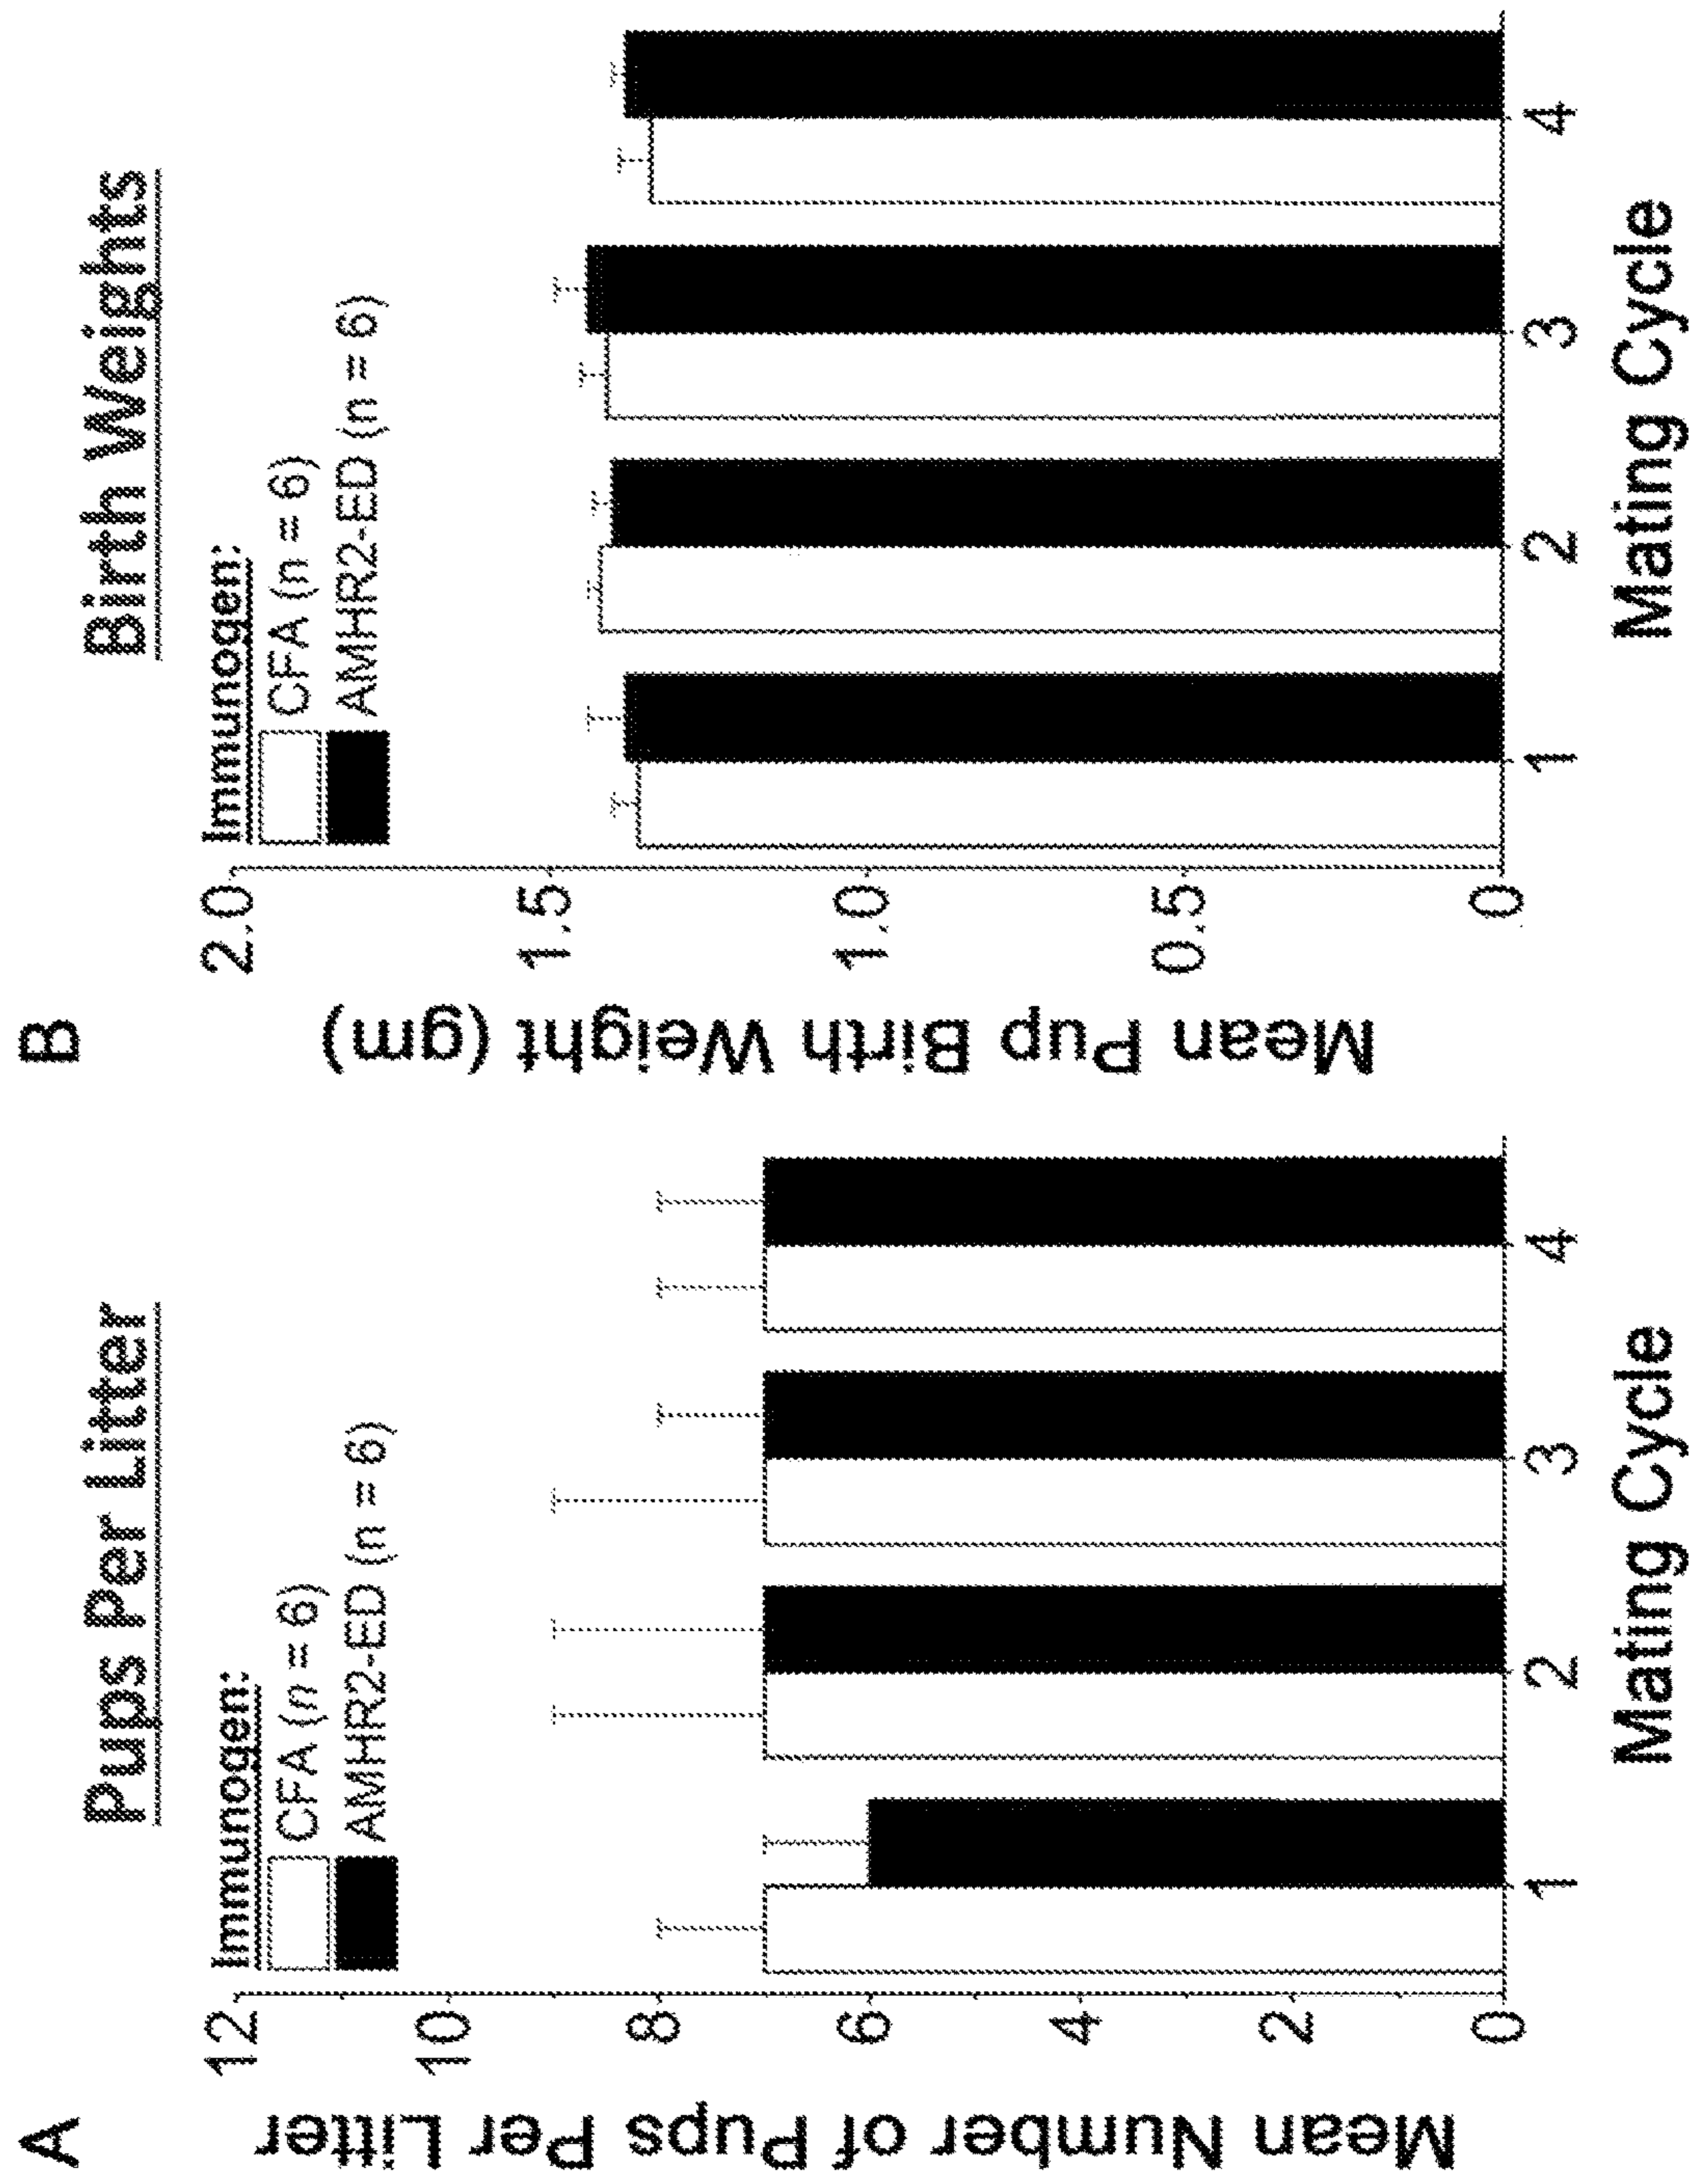 A
Pups Per Litter
Immunogen:
CFA (n = 6)
AMHR2-ED (n = 6)
Mean Number of Pups Per Litter
12
10
8
6
4
2
0
1 2 3 4
Mating Cycle
B
Birth Weights
Immunogen:
CFA (n = 6)
AMHR2-ED (n = 6)
Mean Pup Birth Weight (gm)
2.0
1.5
1.0
0.5
0
1 2 3 4
Mating Cycle